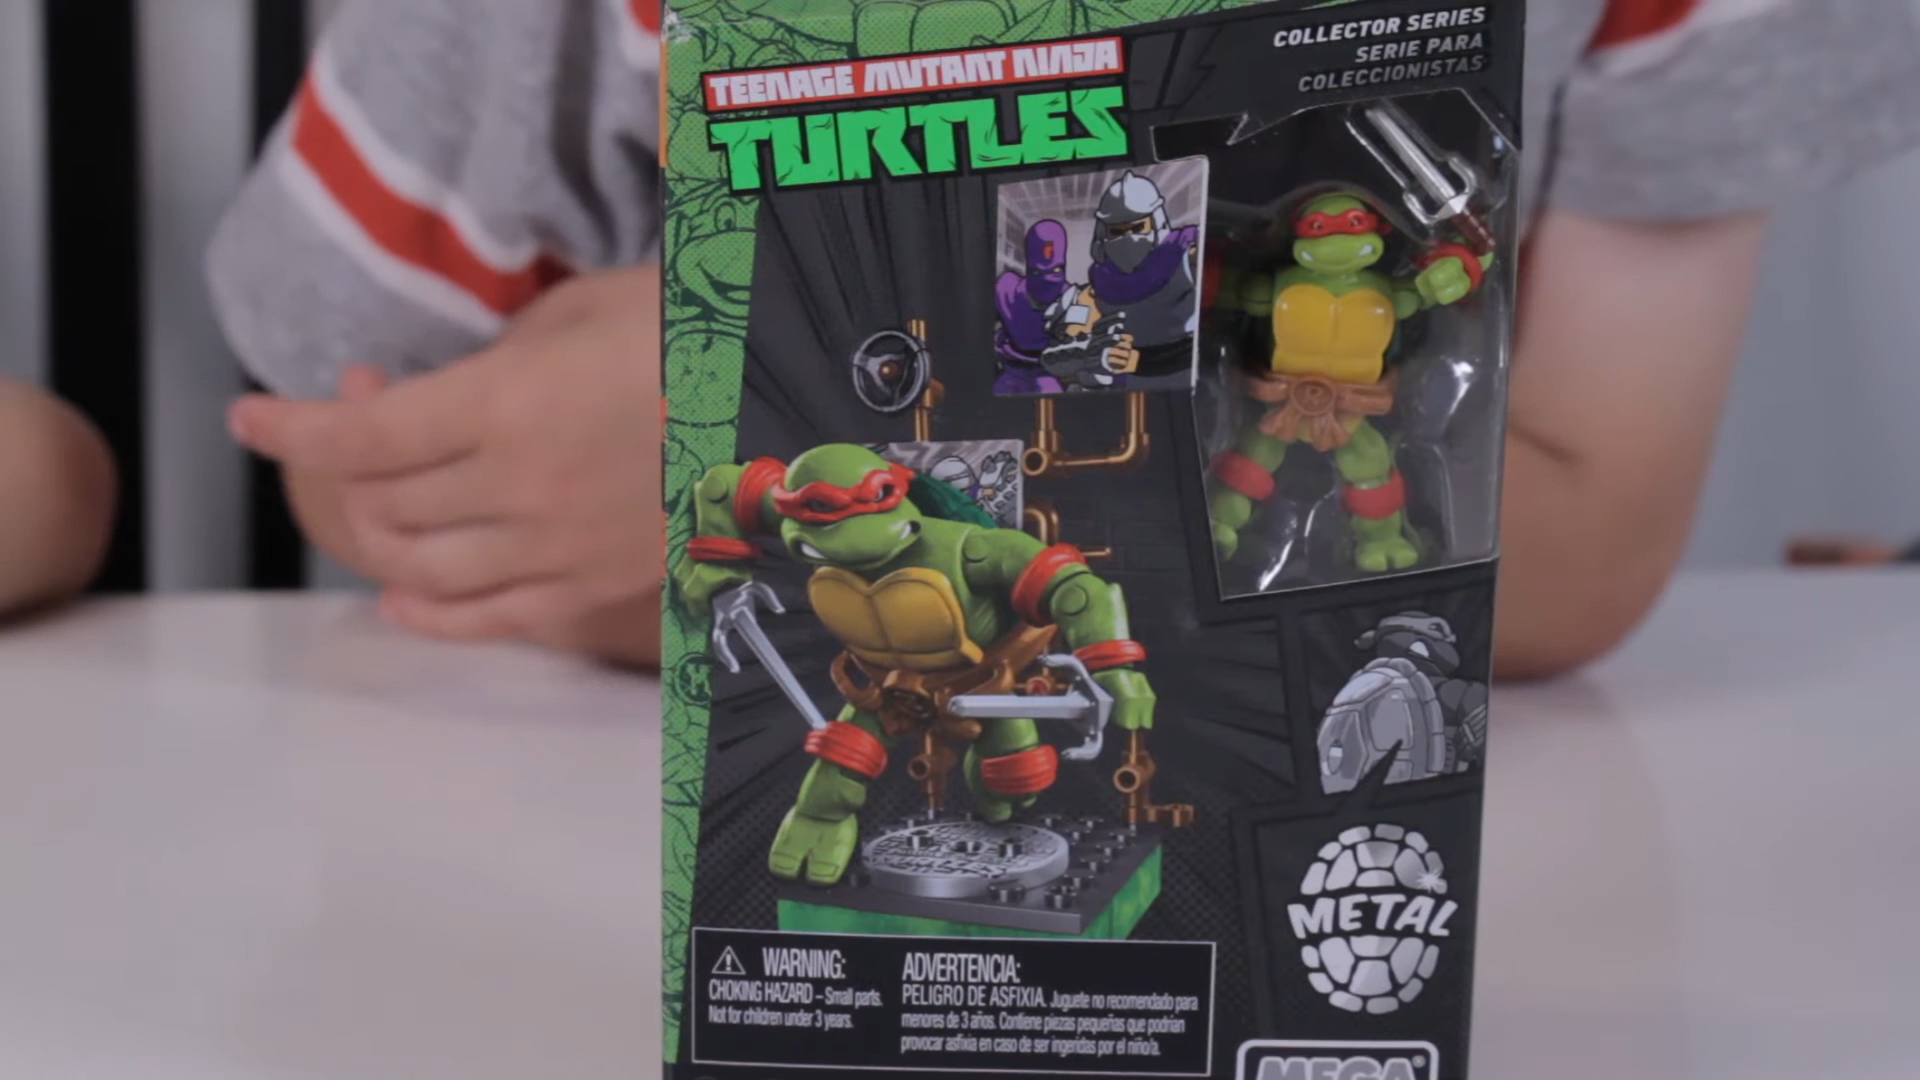 COLLECTOR SERIES
SERIE PARA
COLECCIONISTAS
TEENAGE MUTANT NINJA
TURTLES
R
METAL
WARNING:
CHOKING HAZARD – Small parts.
Not for children under 3 years.
ADVERTENCIA:
PELIGRO DE ASFIXIA. Juguete no recomendado para
menores de 3 años. Contiene piezas pequeñas que podrían
provocar asfixia en caso de ser ingeridas por el niño/a.
MEGA®